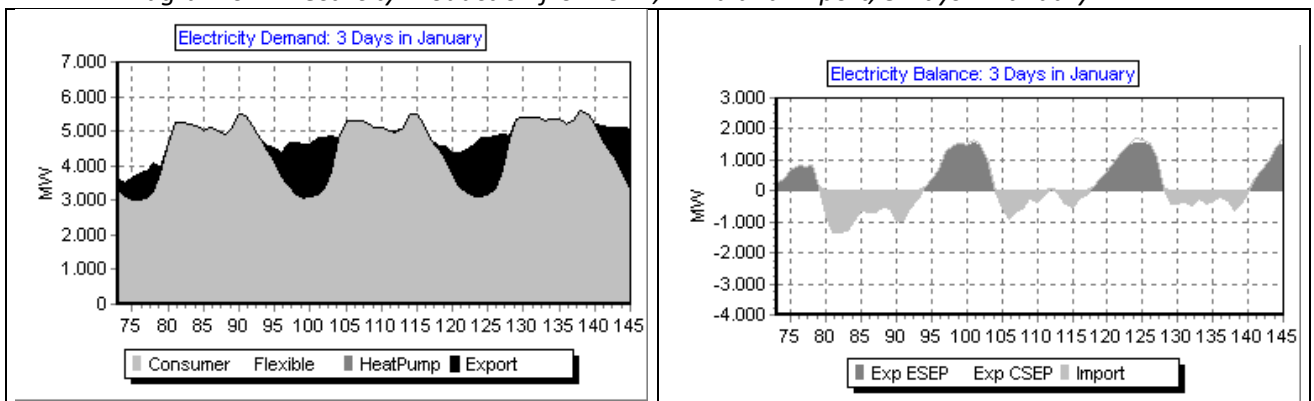 Electricity Demand: 3 Days in January
7.000
6.000
5.000
4.000
3.000
2.000
1.000
0
MW
75 80 85 90 95 100 105 110 115 120 125 130 135 140 145
Consumer Flexible HeatPump Export
Electricity Balance: 3 Days in January
3.000
2.000
1.000
0
-1.000
-2.000
-3.000
-4.000
MW
75 80 85 90 95 100 105 110 115 120 125 130 135 140 145
Exp ESEP Exp CSEP Import